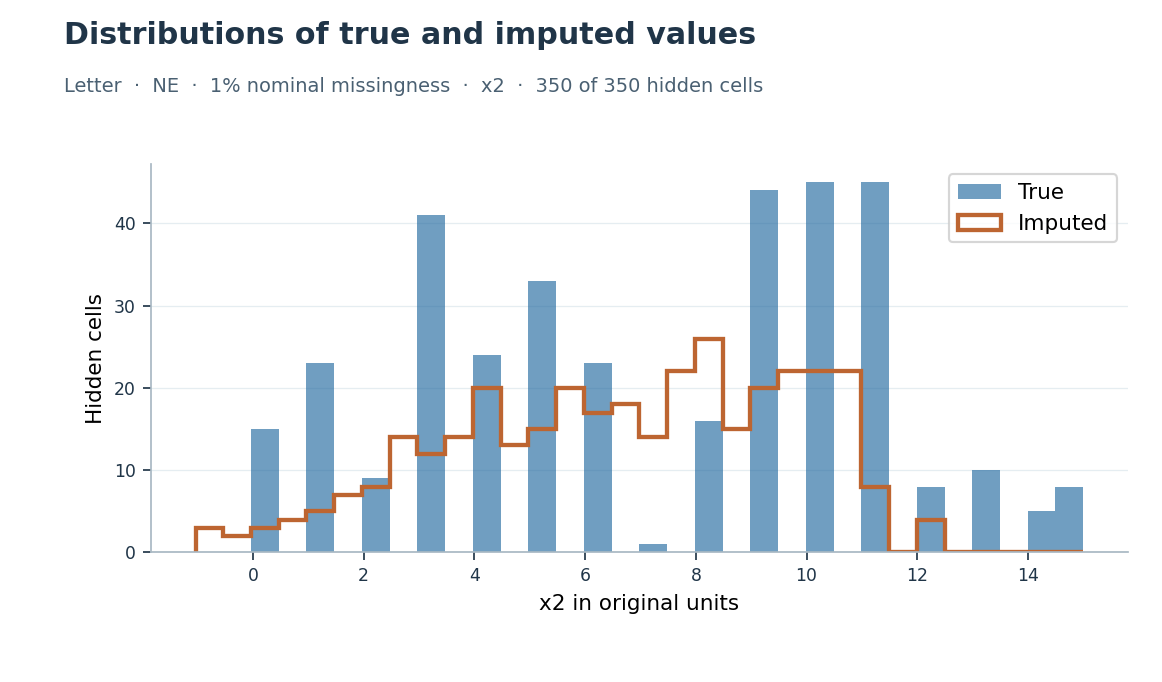 Distributions of true and imputed values
Letter · NE · 1% nominal missingness · x2 · 350 of 350 hidden cells
True
Imputed
Hidden cells
40
30
20
10
0
0 2 4 6 8 10 12 14
x2 in original units